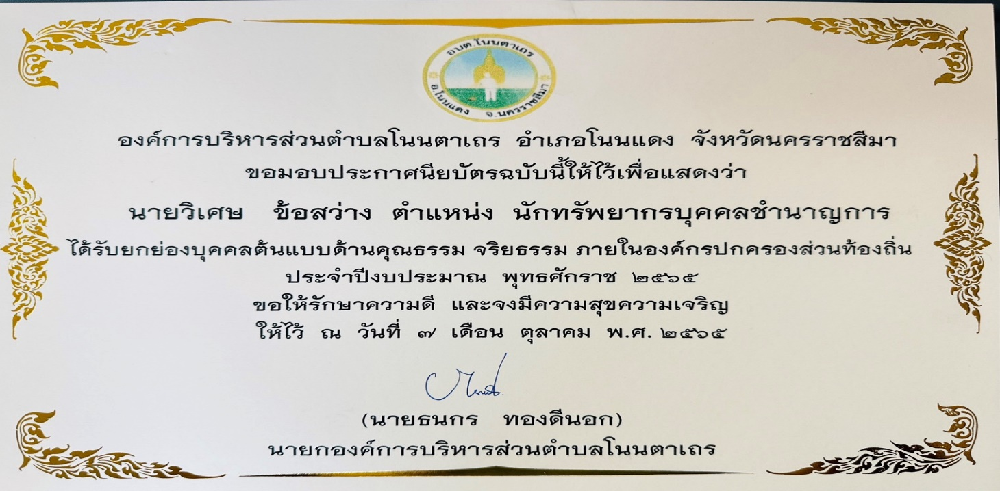 อบต.โนนตาเถร
อ.โนนแดง จ.นครราชสีมา
องค์การบริหารส่วนตำบลโนนตาเถร อำเภอโนนแดง จังหวัดนครราชสีมา
ขอมอบประกาศนียบัตรฉบับนี้ให้ไว้เพื่อแสดงว่า
นายวิเศษ ข้อสว่าง ตำแหน่ง นักทรัพยากรบุคคลชำนาญการ
ได้รับยกย่องบุคคลต้นแบบด้านคุณธรรม จริยธรรม ภายในองค์กรปกครองส่วนท้องถิ่น
ประจำปีงบประมาณ พุทธศักราช ๒๕๖๕
ขอให้รักษาความดี และจงมีความสุขความเจริญ
ให้ไว้ ณ วันที่ ๗ เดือน ตุลาคม พ.ศ. ๒๕๖๕
(นายธนกร ทองดีนอก)
นายกองค์การบริหารส่วนตำบลโนนตาเถร